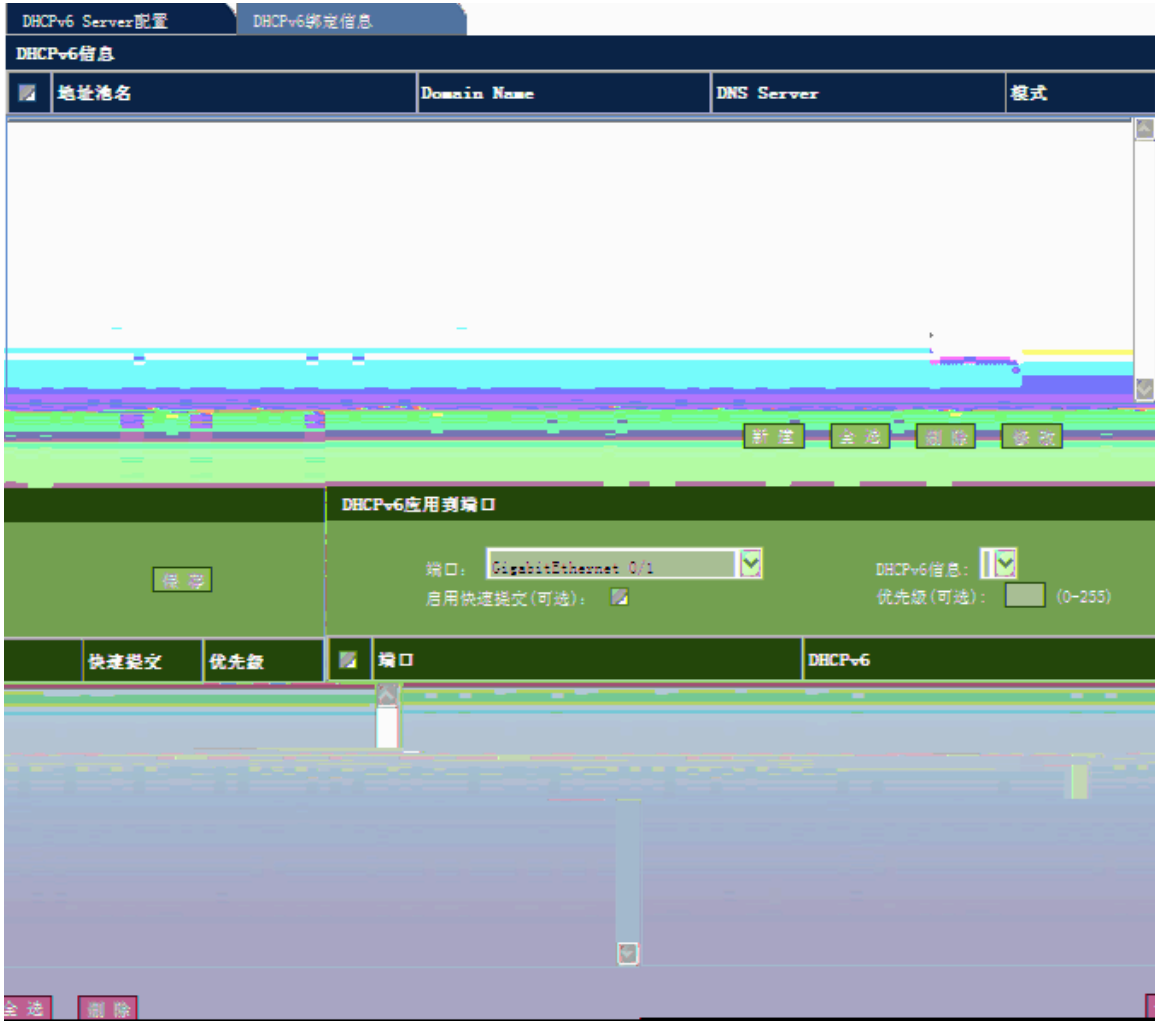 DHCPv6 Server配置 DHCPv6绑定信息
DHCPv6信息
地址池名 Domain Name DNS Server 模式
新 建 全 选 删 除 修 改
DHCPv6应用到端口
端口: GigabitEthernet 0/1 DHCPv6信息:
保 存
启用快速提交(可选): 优先级(可选): (0-255)
快速提交 优先级 端口 DHCPv6
全 选 删 除